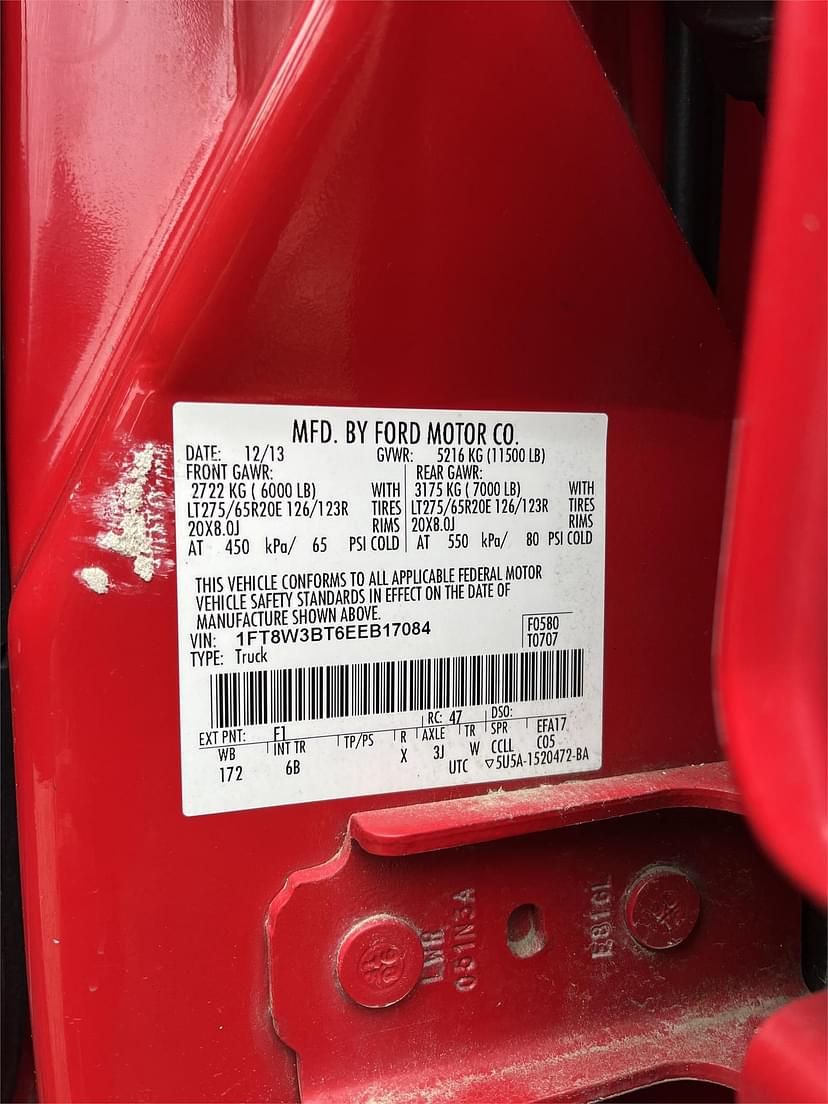 MFD. BY FORD MOTOR CO.
DATE: 12/13 GVWR: 5216 KG (11500 LB)
FRONT GAWR: REAR GAWR:
2722 KG ( 6000 LB) WITH 3175 KG ( 7000 LB) WITH
LT275/65R20E 126/123R TIRES LT275/65R20E 126/123R TIRES
20X8.0J RIMS 20X8.0J RIMS
AT 450 kPa/ 65 PSI COLD AT 550 kPa/ 80 PSI COLD
THIS VEHICLE CONFORMS TO ALL APPLICABLE FEDERAL MOTOR
VEHICLE SAFETY STANDARDS IN EFFECT ON THE DATE OF
MANUFACTURE SHOWN ABOVE.
VIN: 1FT8W3BT6EEB17084 F0580
TYPE: Truck T0707
EXT PNT: F1 RC: 47 DSO:
WB INT TR TP/PS R AXLE TR SPR EFA17
172 6B X 3J W CCLL C05
UTC ▽5U5A-1520472-BA
LWB
061N3A